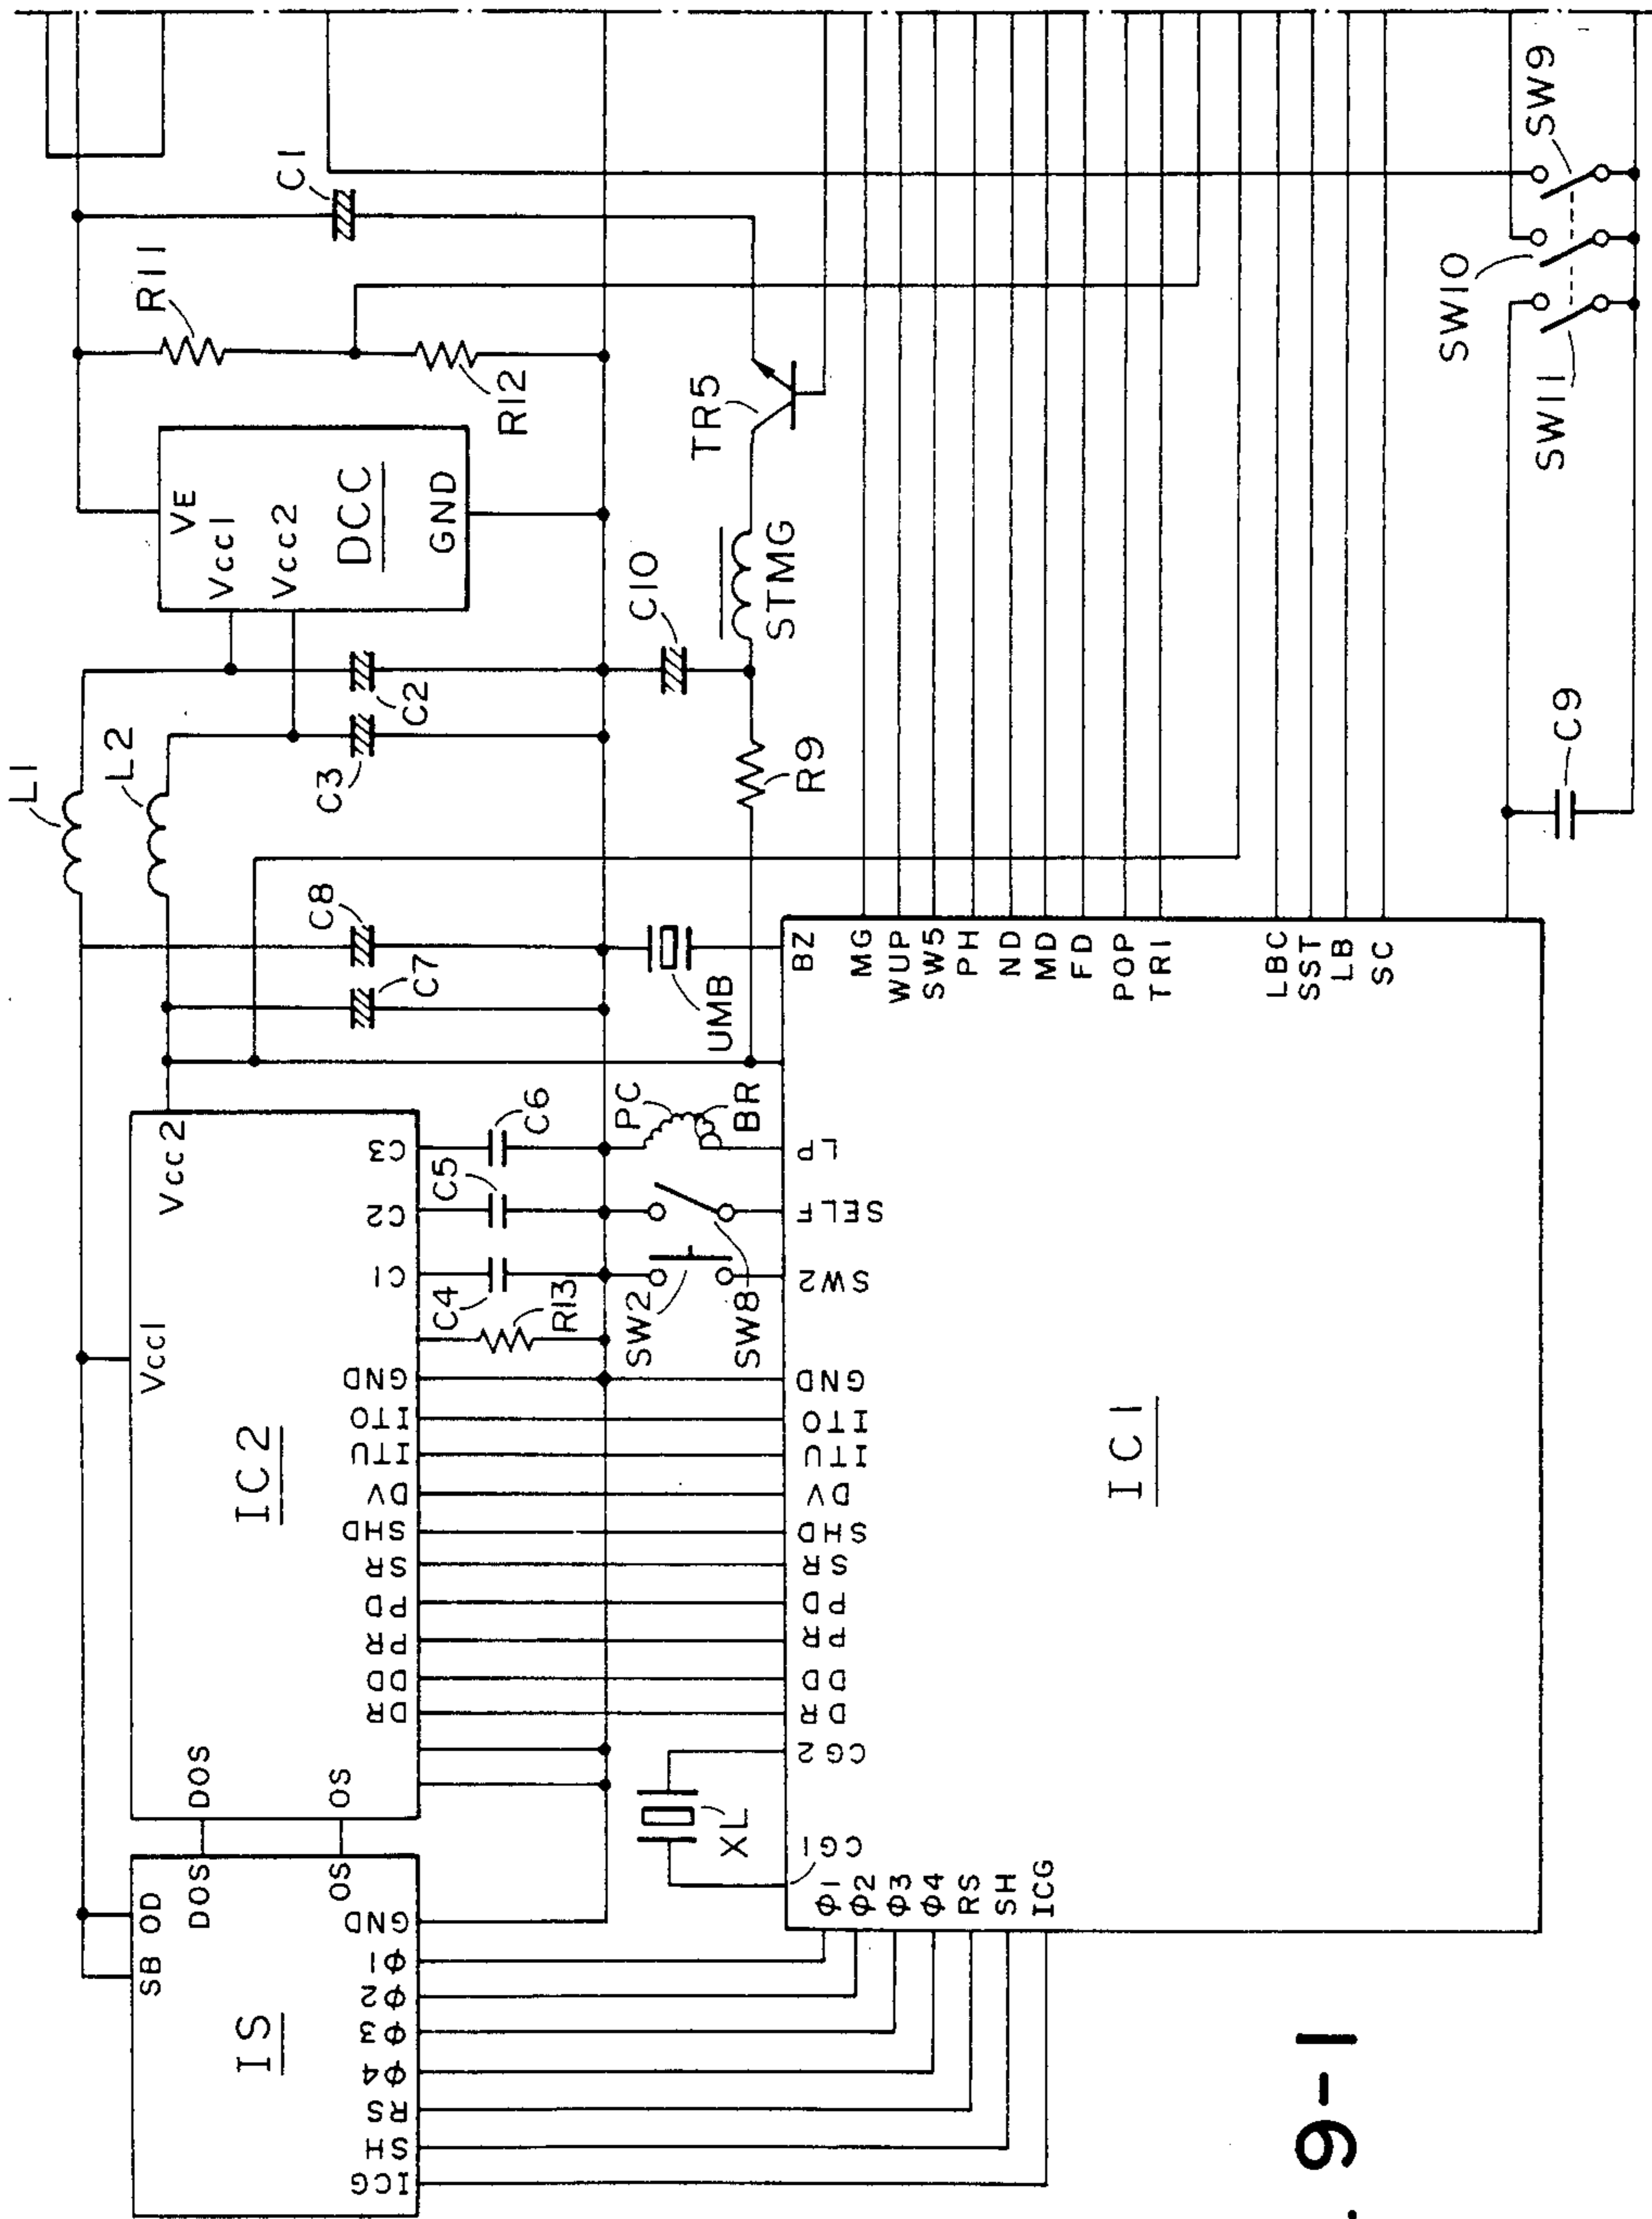 L1
L2
C1
R11
R12
VE
Vcc1
Vcc2
DCC
GND
C2
C3
C8
C7
C10
STMG
TR5
R9
UMB
Vcc1
Vcc2
IC2
DOS
OS
C3
C2
C1
GND
ITO
ITU
DV
SHD
SR
PD
PR
DD
DR
C6
C5
C4
R13
PC
BR
SW2
SW8
SB
OD
DOS
OS
IS
GND
Φ1
Φ2
Φ3
Φ4
RS
SH
ICG
XL
BZ
LP
SELF
SW2
GND
ITO
ITU
DV
SHD
SR
PD
PR
DD
DR
CG2
CG1
Φ1
Φ2
Φ3
Φ4
RS
SH
ICG
IC1
MG
WUP
SW5
PH
ND
MD
FD
POP
TRI
LBC
SST
LB
SC
C9
SW9
SW10
SW11
. 9-1